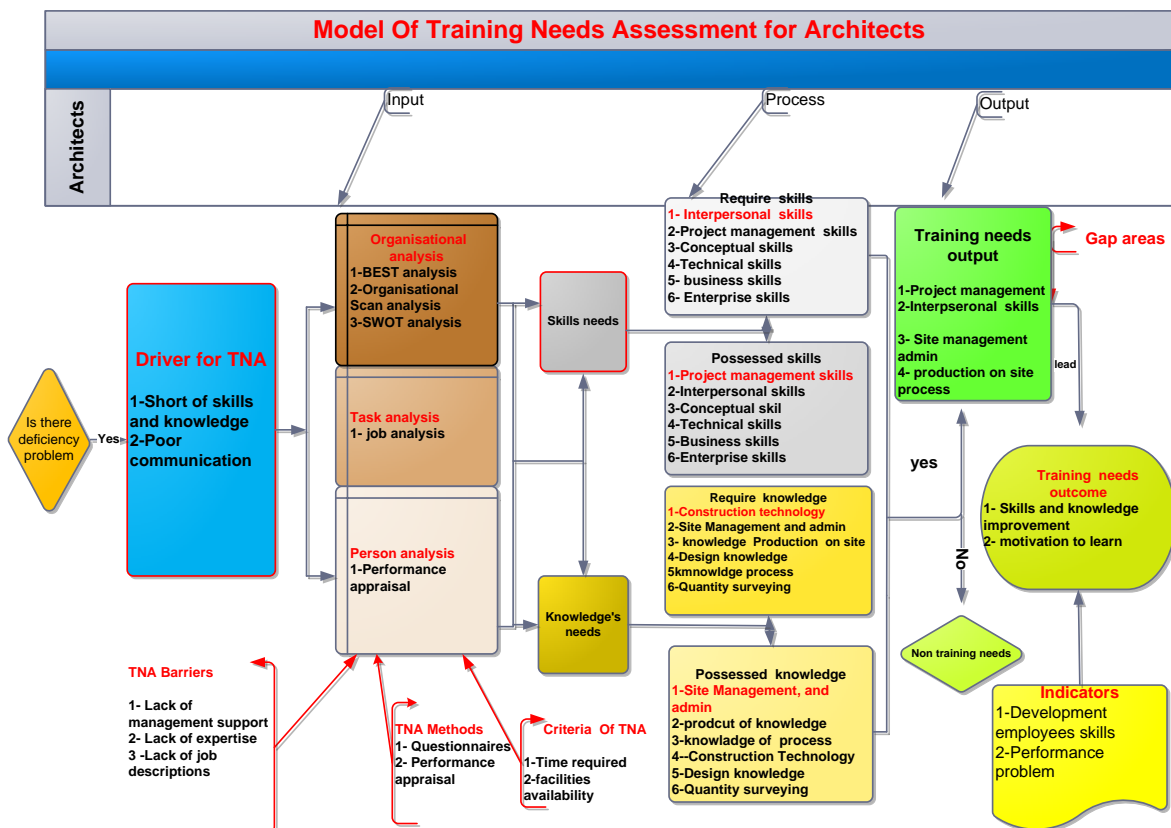 Model Of Training Needs Assessment for Architects
Input
Process
Output
Architects
Is there
deficiency
problem
Yes
Driver for TNA
1-Short of skills
and knowledge
2-Poor
communication
Organisational
analysis
1-BEST analysis
2-Organisational
Scan analysis
3-SWOT analysis
Task analysis
1- job analysis
Person analysis
1-Performance
appraisal
TNA Barriers
1- Lack of
management support
2- Lack of expertise
3 -Lack of job
descriptions
TNA Methods
1- Questionnaires
2- Performance
appraisal
Criteria Of TNA
1-Time required
2-facilities
availability
Skills needs
Knowledge's
needs
Require skills
1- Interpersonal skills
2-Project management skills
3-Conceptual skills
4-Technical skills
5- business skills
6- Enterprise skills
Possessed skills
1-Project management skills
2-Interpersonal skills
3-Conceptual skil
4-Technical skills
5-Business skills
6-Enterprise skills
Require knowledge
1-Construction technology
2-Site Management and admin
3- knowledge Production on site
4-Design knowledge
5kmnowldge process
6-Quantity surveying
Possessed knowledge
1-Site Management, and
admin
2-prodcut of knowledge
3-knowladge of process
4--Construction Technology
5-Design knowledge
6-Quantity surveying
yes
No
Training needs
output
1-Project management
2-Interpseronal skills
3- Site management
admin
4- production on site
process
Gap areas
lead
Non training needs
Training needs
outcome
1- Skills and knowledge
improvement
2- motivation to learn
Indicators
1-Development
employees skills
2-Performance
problem